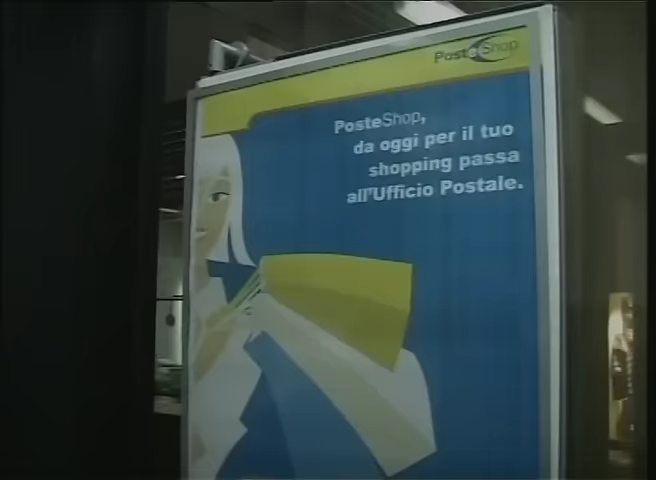 PosteShop
PosteShop,
da oggi per il tuo
shopping passa
all'Ufficio Postale.